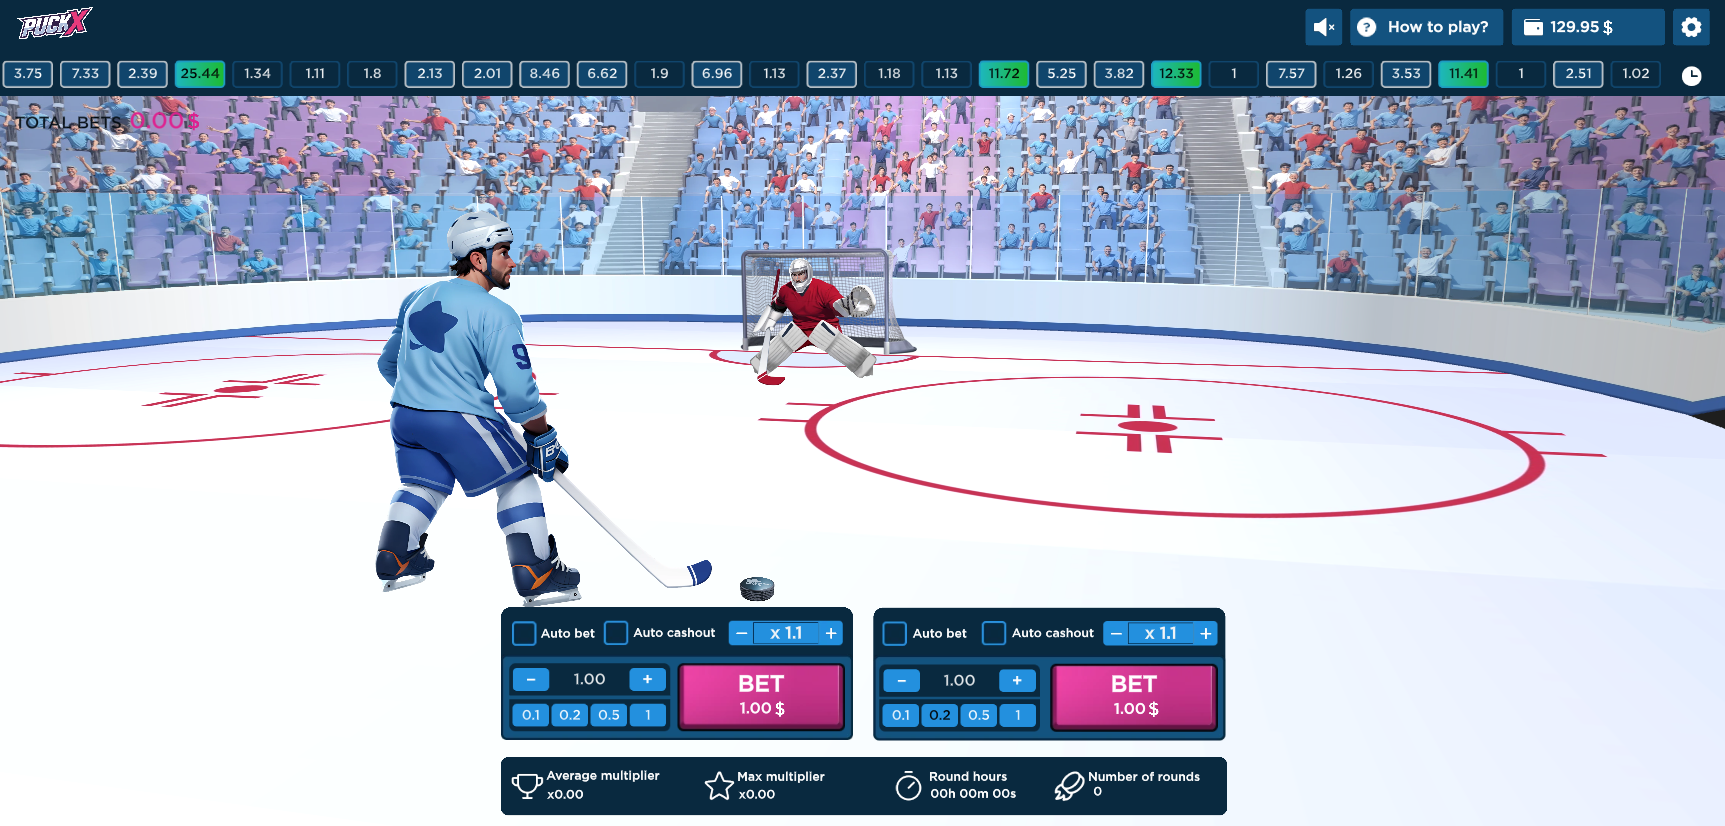 PUCKX
How to play?
129.95 $
3.75 7.33 2.39 25.44 1.34 1.11 1.8 2.13 2.01 8.46 6.62 1.9 6.96 1.13 2.37 1.18 1.13 11.72 5.25 3.82 12.33 1 7.57 1.26 3.53 11.41 1 2.51 1.02
TOTAL BETS 0.00$
9
Auto bet Auto cashout − x 1.1 +
− 1.00 +
0.1 0.2 0.5 1
BET
1.00 $
Auto bet Auto cashout − x 1.1 +
− 1.00 +
0.1 0.2 0.5 1
BET
1.00 $
Average multiplier
x0.00
Max multiplier
x0.00
Round hours
00h 00m 00s
Number of rounds
0